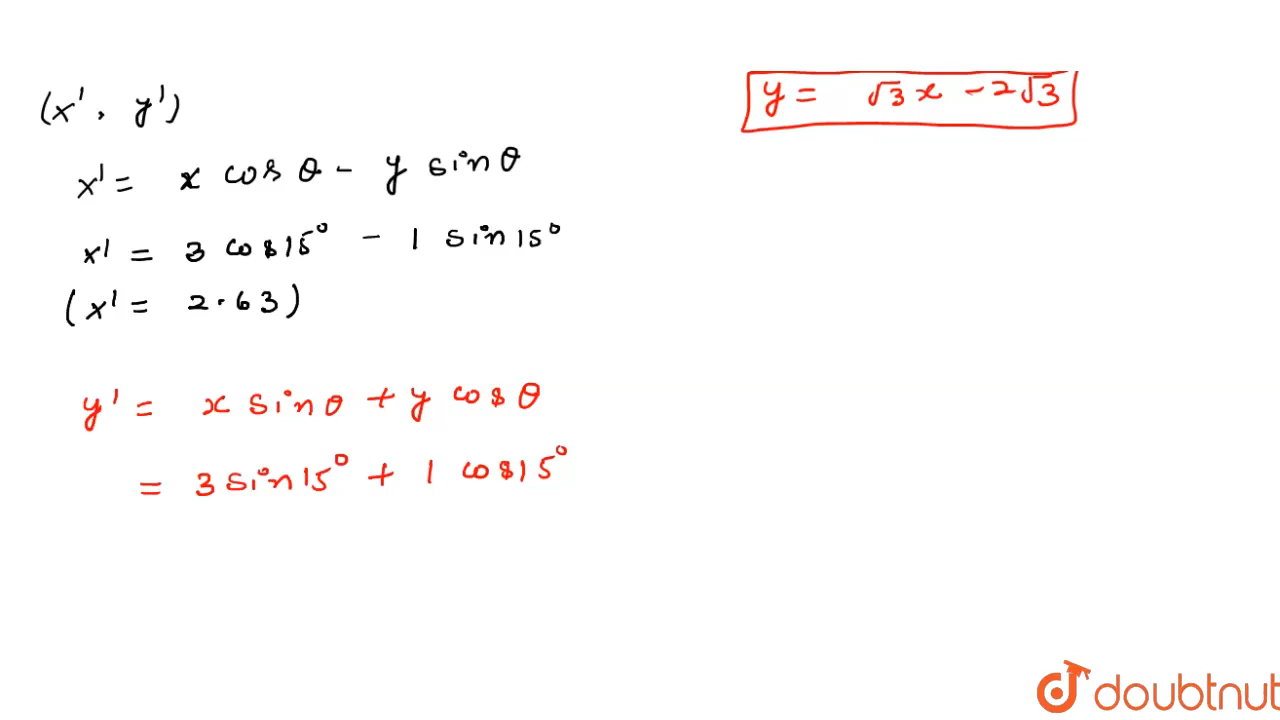 (x', y')
x' = x cos θ - y sin θ
x' = 3 cos 15° - 1 sin 15°
(x' = 2.63)
y' = x sin θ + y cos θ
= 3 sin 15° + 1 cos 15°
y = √3 x - 2√3
doubtnut